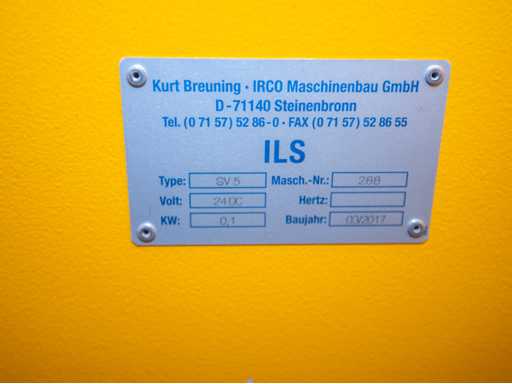 Kurt Breuning · IRCO Maschinenbau GmbH
D-71140 Steinenbronn
Tel. (0 71 57) 52 86-0 · FAX (0 71 57) 52 86 55
ILS
Type: SV 5 Masch.-Nr.: 268
Volt: 24DC Hertz:
KW: 0,1 Baujahr: 03/2017